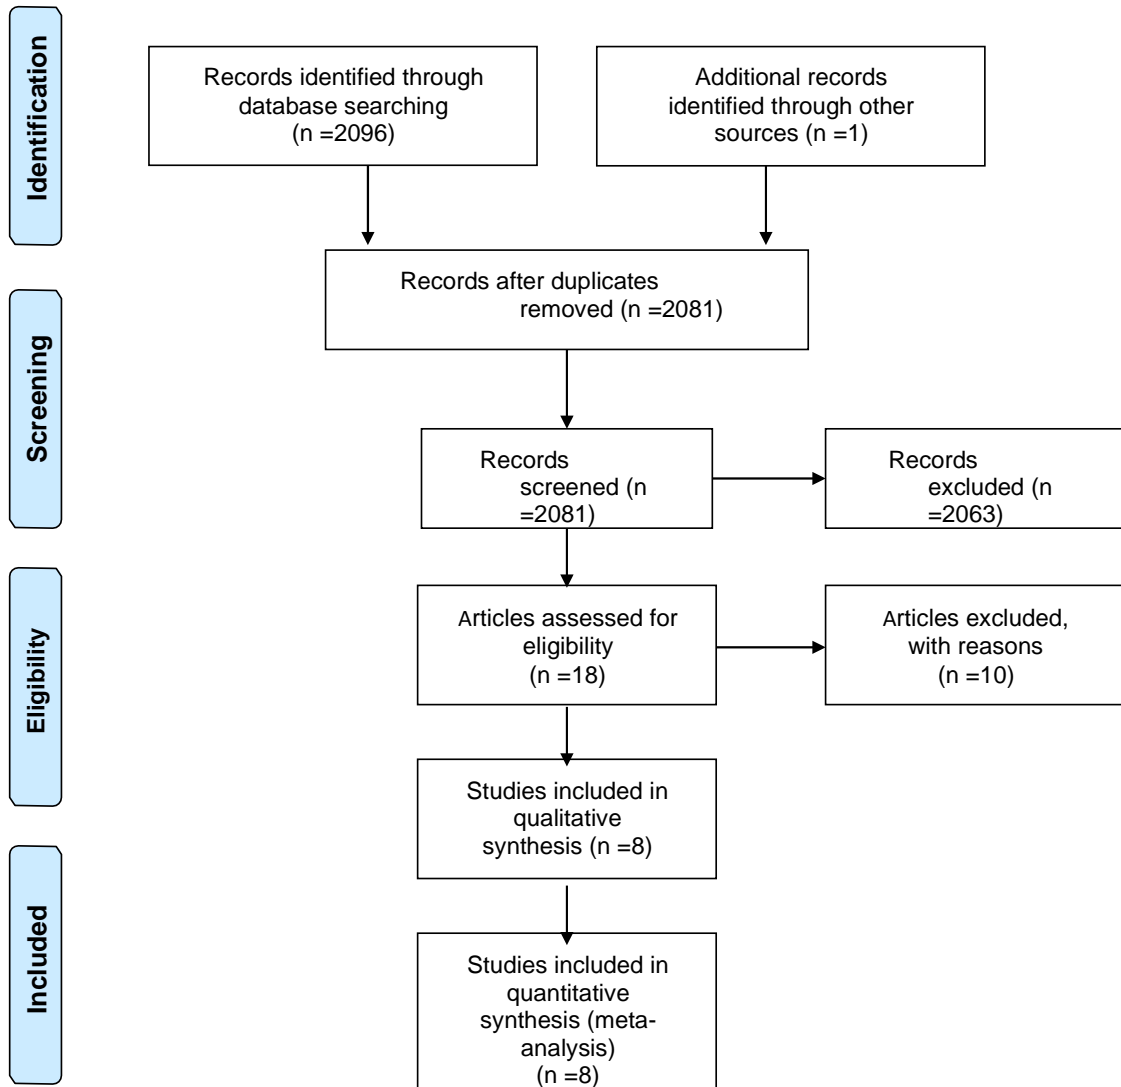 Identification
Records identified through
database searching
(n =2096)
Additional records
identified through other
sources (n =1)
Records after duplicates
removed (n =2081)
Screening
Records
screened (n
=2081)
Records
excluded (n
=2063)
Eligibility
Articles assessed for
eligibility
(n =18)
Articles excluded,
with reasons
(n =10)
Studies included in
qualitative
synthesis (n =8)
Included
Studies included in
quantitative
synthesis (meta-
analysis)
(n =8)